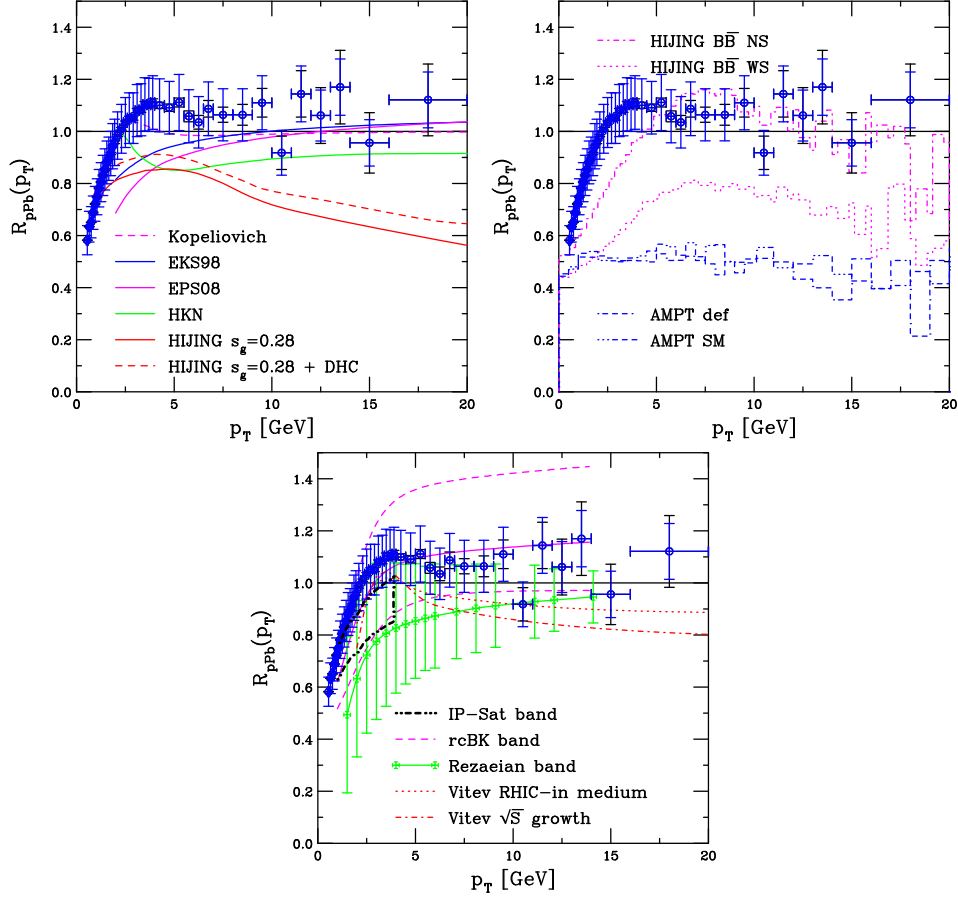 1.4
1.2
1.0
0.8
0.6
0.4
0.2
0.0
R_pPb(p_T)
Kopeliovich
EKS98
EPS08
HKN
HIJING s_g=0.28
HIJING s_g=0.28 + DHC
0 5 10 15 20
p_T [GeV]
HIJING BB̅ NS
HIJING BB̅ WS
1.4
1.2
1.0
0.8
0.6
0.4
0.2
0.0
R_pPb(p_T)
AMPT def
AMPT SM
0 5 10 15 20
p_T [GeV]
1.4
1.2
1.0
0.8
0.6
0.4
0.2
0.0
R_pPb(p_T)
IP-Sat band
rcBK band
Rezaeian band
Vitev RHIC-in medium
Vitev √S̅ growth
0 5 10 15 20
p_T [GeV]